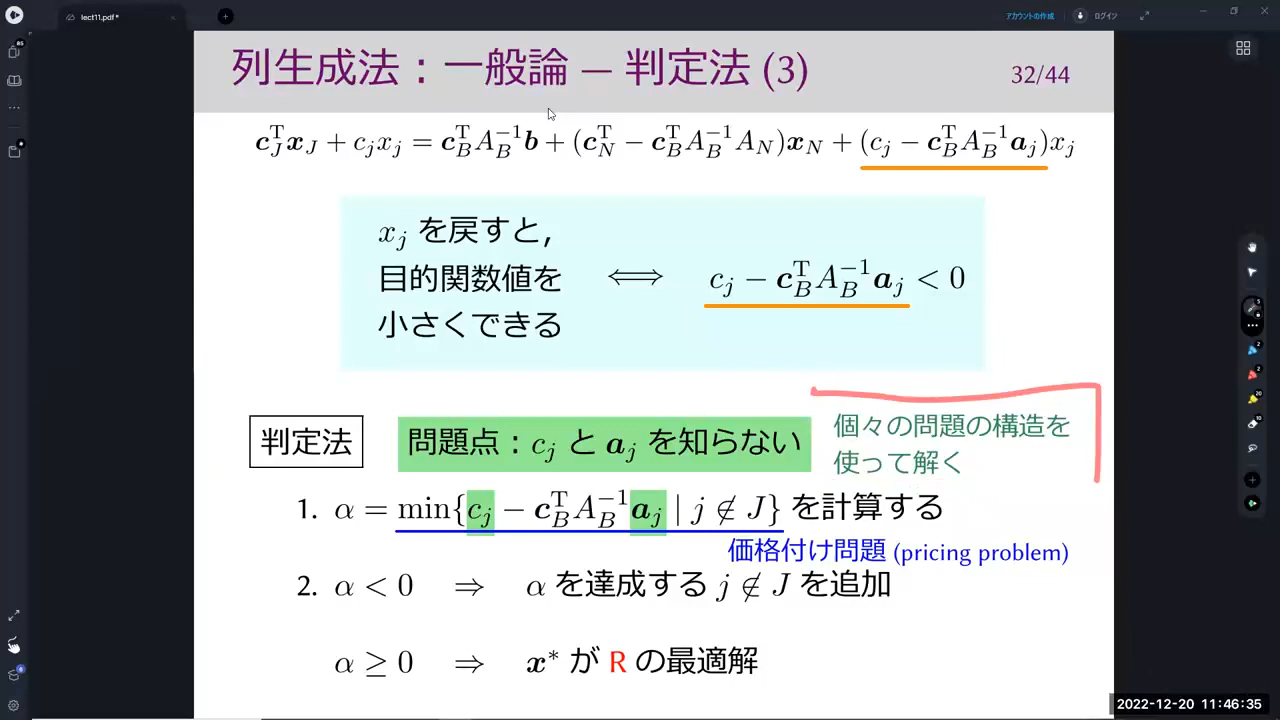 lect11.pdf*
アカウントの作成
ログイン
列生成法：一般論 — 判定法 (3)
32/44
$c_J^T x_J + c_j x_j = c_B^T A_B^{-1} b + (c_N^T - c_B^T A_B^{-1} A_N) x_N + (c_j - c_B^T A_B^{-1} a_j) x_j$
$x_j$ を戻すと,
目的関数値を ⟺ $c_j - c_B^T A_B^{-1} a_j < 0$
小さくできる
判定法
問題点：$c_j$ と $a_j$ を知らない
個々の問題の構造を
使って解く
1. $α = \min\{c_j - c_B^T A_B^{-1} a_j \mid j \notin J\}$ を計算する
価格付け問題 (pricing problem)
2. $α < 0$ ⇒ $α$ を達成する $j \notin J$ を追加
$α ≥ 0$ ⇒ $x^*$ が R の最適解
2022-12-20 11:46:35